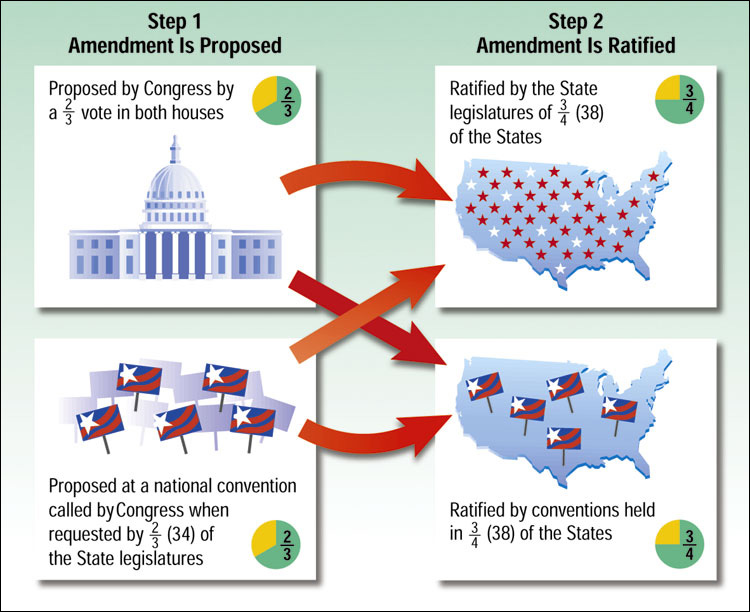 Step 1
Amendment Is Proposed
Proposed by Congress by
a 2/3 vote in both houses
2/3
Proposed at a national convention
called by Congress when
requested by 2/3 (34) of
the State legislatures
2/3
Step 2
Amendment Is Ratified
Ratified by the State
legislatures of 3/4 (38)
of the States
3/4
Ratified by conventions held
in 3/4 (38) of the States
3/4